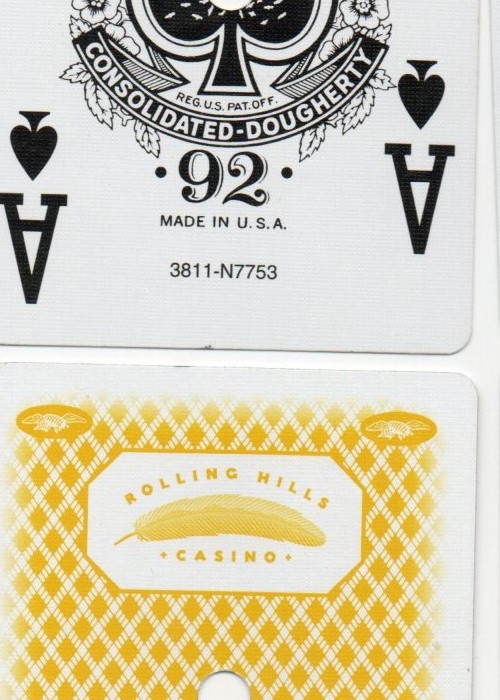 REG. U.S. PAT. OFF.
CONSOLIDATED-DOUGHERTY
A
·92·
A
MADE IN U.S.A.
3811-N7753
ROLLING HILLS
CASINO